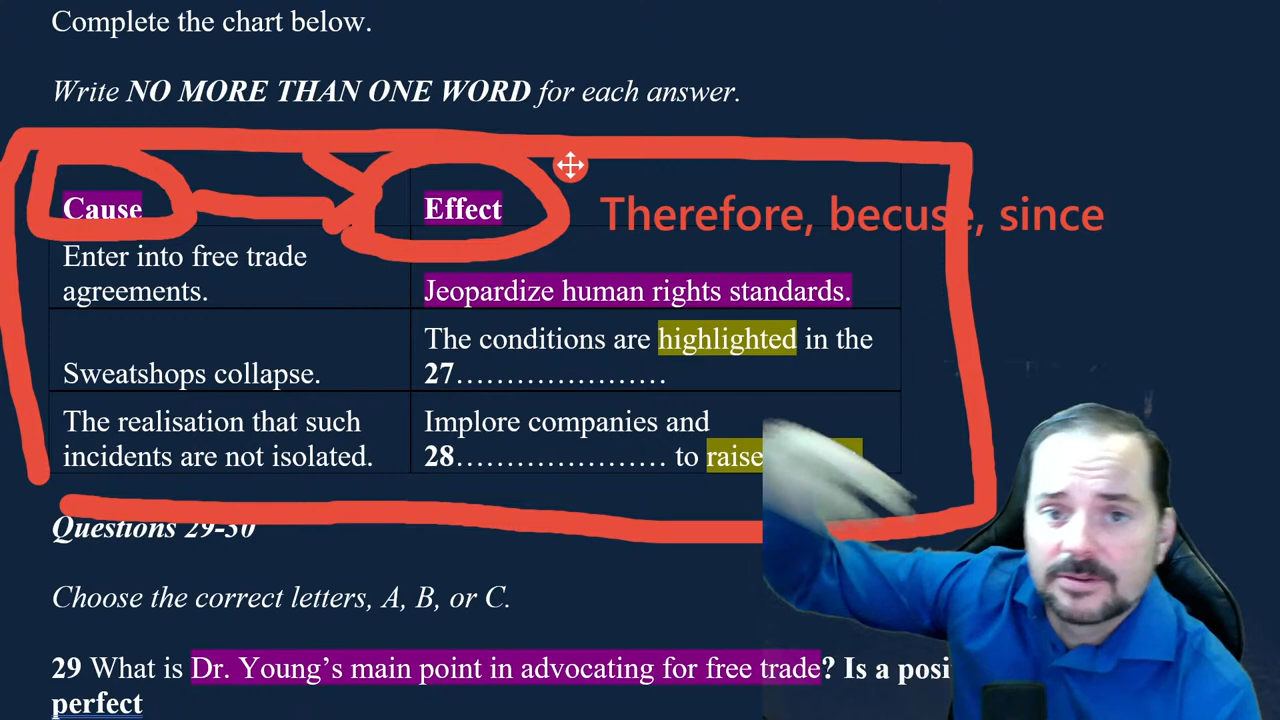 Complete the chart below.
Write NO MORE THAN ONE WORD for each answer.
Cause
Effect
Therefore, becuse, since
Enter into free trade
agreements.
Jeopardize human rights standards.
Sweatshops collapse.
The conditions are highlighted in the
27.....................
The realisation that such
incidents are not isolated.
Implore companies and
28..................... to raise
Questions 29-30
Choose the correct letters, A, B, or C.
29 What is Dr. Young’s main point in advocating for free trade? Is a posi
perfect